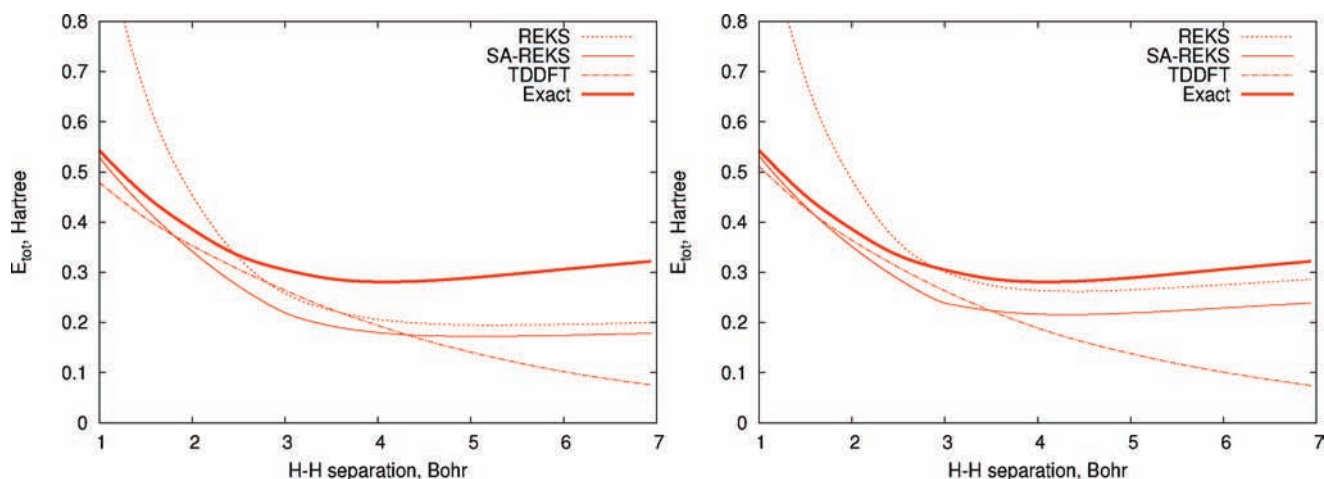 0.8
0.7
0.6
0.5
0.4
0.3
0.2
0.1
0
E_tot, Hartree
REKS
SA-REKS
TDDFT
Exact
1 2 3 4 5 6 7
H-H separation, Bohr
0.8
0.7
0.6
0.5
0.4
0.3
0.2
0.1
0
E_tot, Hartree
REKS
SA-REKS
TDDFT
Exact
1 2 3 4 5 6 7
H-H separation, Bohr